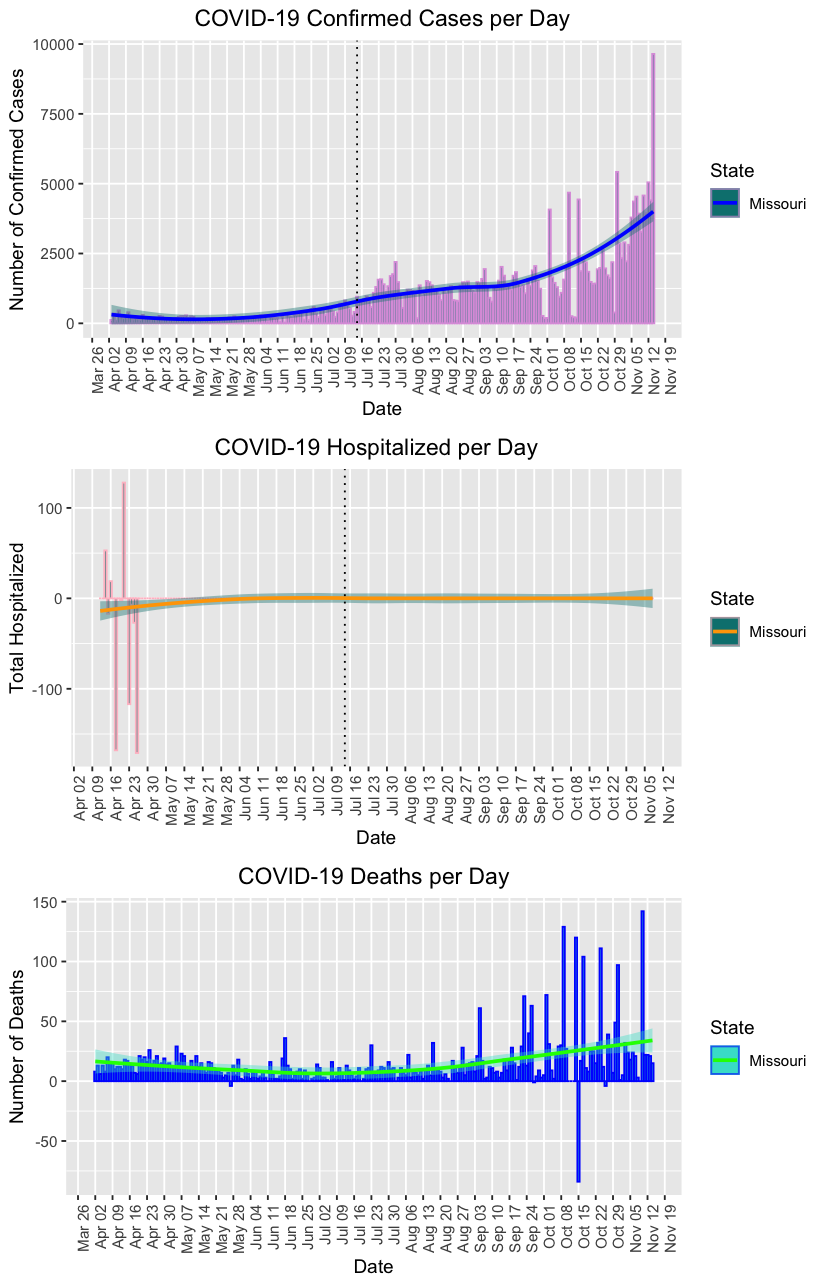 COVID-19 Confirmed Cases per Day
Number of Confirmed Cases
10000
7500
5000
2500
0
Mar 26
Apr 02
Apr 09
Apr 16
Apr 23
Apr 30
May 07
May 14
May 21
May 28
Jun 04
Jun 11
Jun 18
Jun 25
Jul 02
Jul 09
Jul 16
Jul 23
Jul 30
Aug 06
Aug 13
Aug 20
Aug 27
Sep 03
Sep 10
Sep 17
Sep 24
Oct 01
Oct 08
Oct 15
Oct 22
Oct 29
Nov 05
Nov 12
Nov 19
Date
State
Missouri
COVID-19 Hospitalized per Day
Total Hospitalized
100
0
-100
Apr 02
Apr 09
Apr 16
Apr 23
Apr 30
May 07
May 14
May 21
May 28
Jun 04
Jun 11
Jun 18
Jun 25
Jul 02
Jul 09
Jul 16
Jul 23
Jul 30
Aug 06
Aug 13
Aug 20
Aug 27
Sep 03
Sep 10
Sep 17
Sep 24
Oct 01
Oct 08
Oct 15
Oct 22
Oct 29
Nov 05
Nov 12
Date
State
Missouri
COVID-19 Deaths per Day
Number of Deaths
150
100
50
0
-50
Mar 26
Apr 02
Apr 09
Apr 16
Apr 23
Apr 30
May 07
May 14
May 21
May 28
Jun 04
Jun 11
Jun 18
Jun 25
Jul 02
Jul 09
Jul 16
Jul 23
Jul 30
Aug 06
Aug 13
Aug 20
Aug 27
Sep 03
Sep 10
Sep 17
Sep 24
Oct 01
Oct 08
Oct 15
Oct 22
Oct 29
Nov 05
Nov 12
Nov 19
Date
State
Missouri